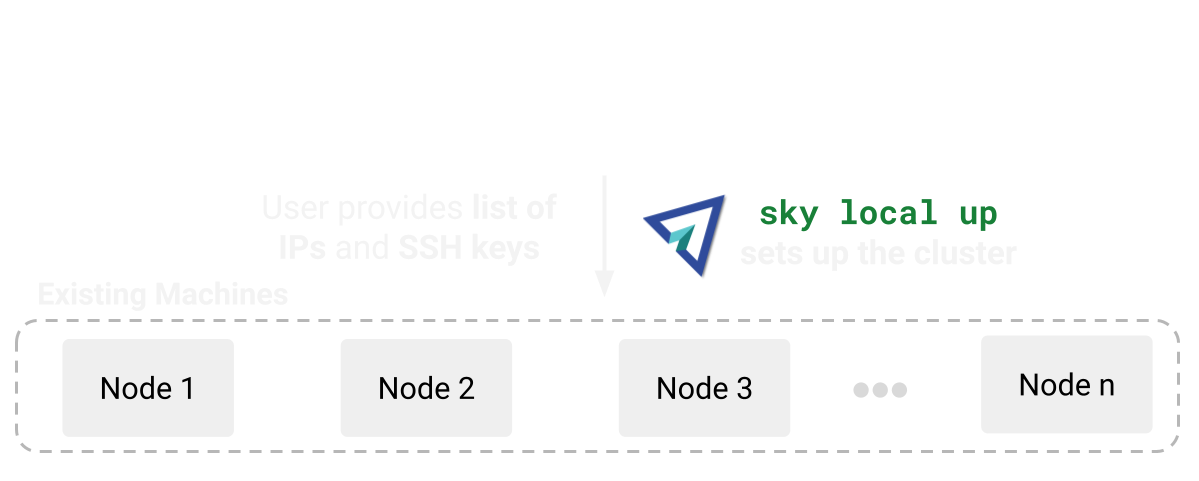 User provides list of
IPs and SSH keys
sky local up
sets up the cluster
Existing Machines
Node 1
Node 2
Node 3
Node n